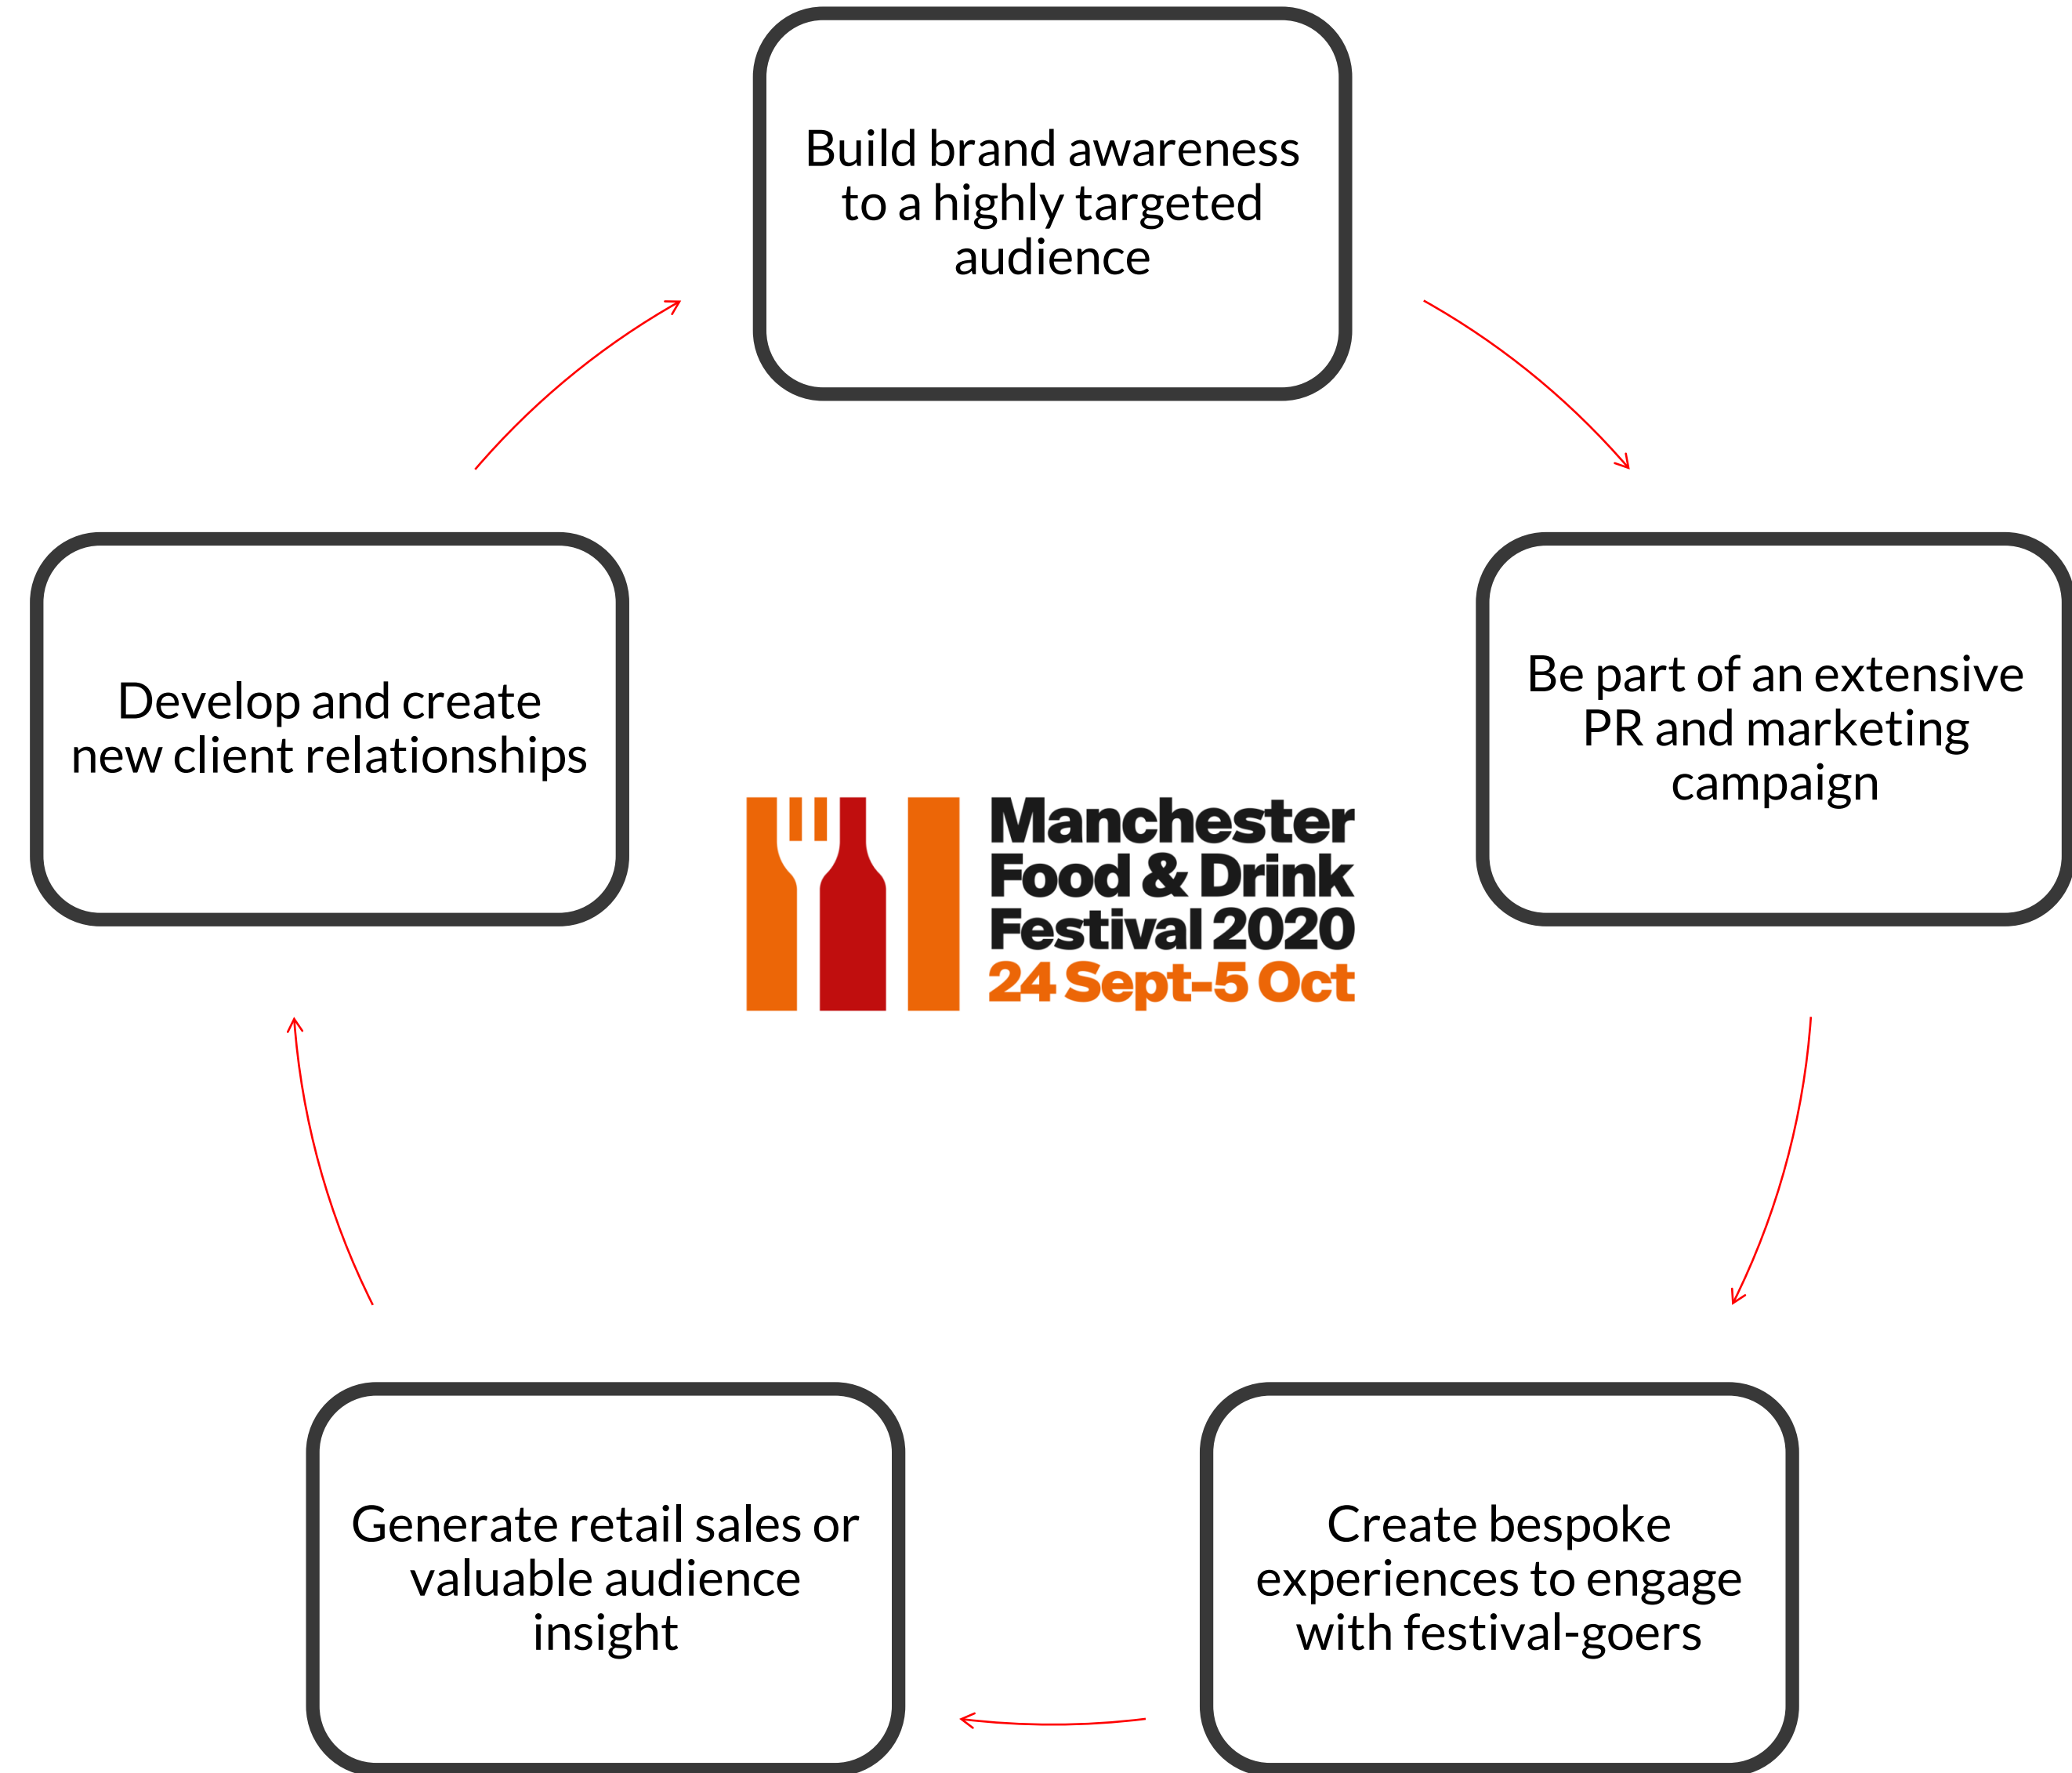 Build brand awareness
to a highly targeted
audience
Develop and create
new client relationships
Be part of an extensive
PR and marketing
campaign
Manchester
Food & Drink
Festival 2020
24 Sept-5 Oct
Generate retail sales or
valuable audience
insight
Create bespoke
experiences to engage
with festival-goers